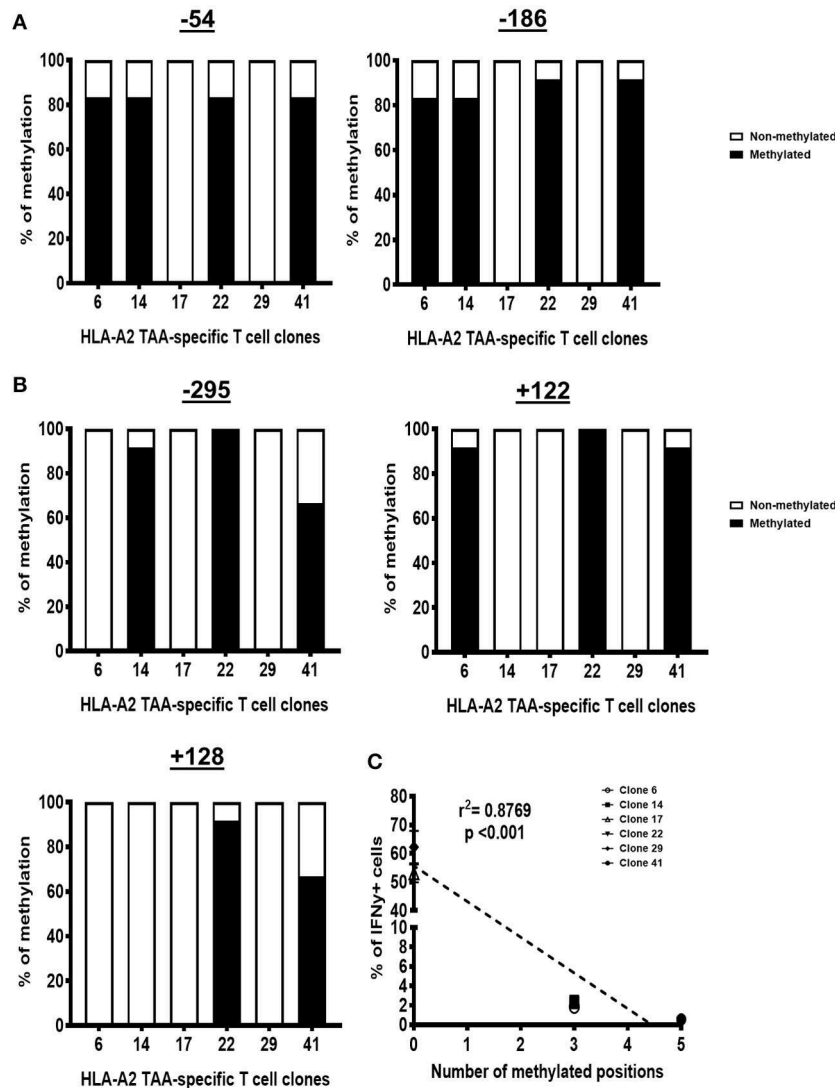 A
-54
-186
% of methylation
100
80
60
40
20
0
6 14 17 22 29 41
HLA-A2 TAA-specific T cell clones
% of methylation
100
80
60
40
20
0
6 14 17 22 29 41
HLA-A2 TAA-specific T cell clones
Non-methylated
Methylated
B
-295
+122
% of methylation
100
80
60
40
20
0
6 14 17 22 29 41
HLA-A2 TAA-specific T cell clones
% of methylation
100
80
60
40
20
0
6 14 17 22 29 41
HLA-A2 TAA-specific T cell clones
Non-methylated
Methylated
+128
% of methylation
100
80
60
40
20
0
6 14 17 22 29 41
HLA-A2 TAA-specific T cell clones
C
r²= 0.8769
p <0.001
Clone 6
Clone 14
Clone 17
Clone 22
Clone 29
Clone 41
% of IFNγ+ cells
80
70
60
50
40
10
8
6
4
2
0
0 1 2 3 4 5
Number of methylated positions